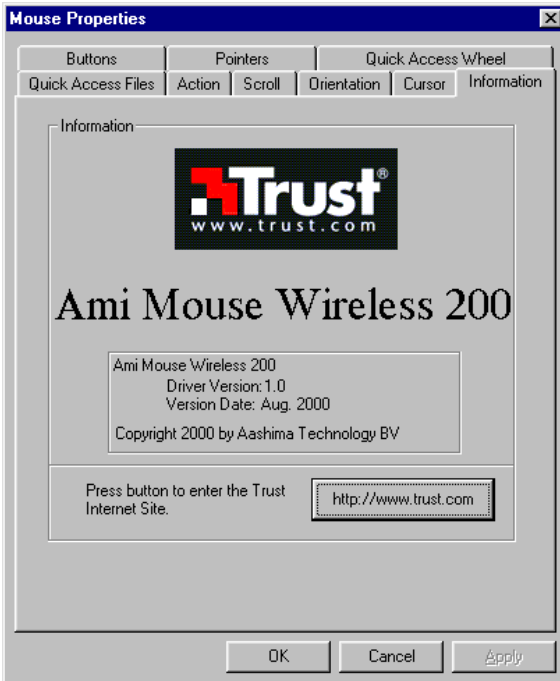 Mouse Properties
Buttons Pointers Quick Access Wheel
Quick Access Files Action Scroll Orientation Cursor Information
Information
Trust®
www.trust.com
Ami Mouse Wireless 200
Ami Mouse Wireless 200
Driver Version:1.0
Version Date: Aug. 2000
Copyright 2000 by Aashima Technology BV
Press button to enter the Trust
Internet Site.
http://www.trust.com
OK Cancel Apply